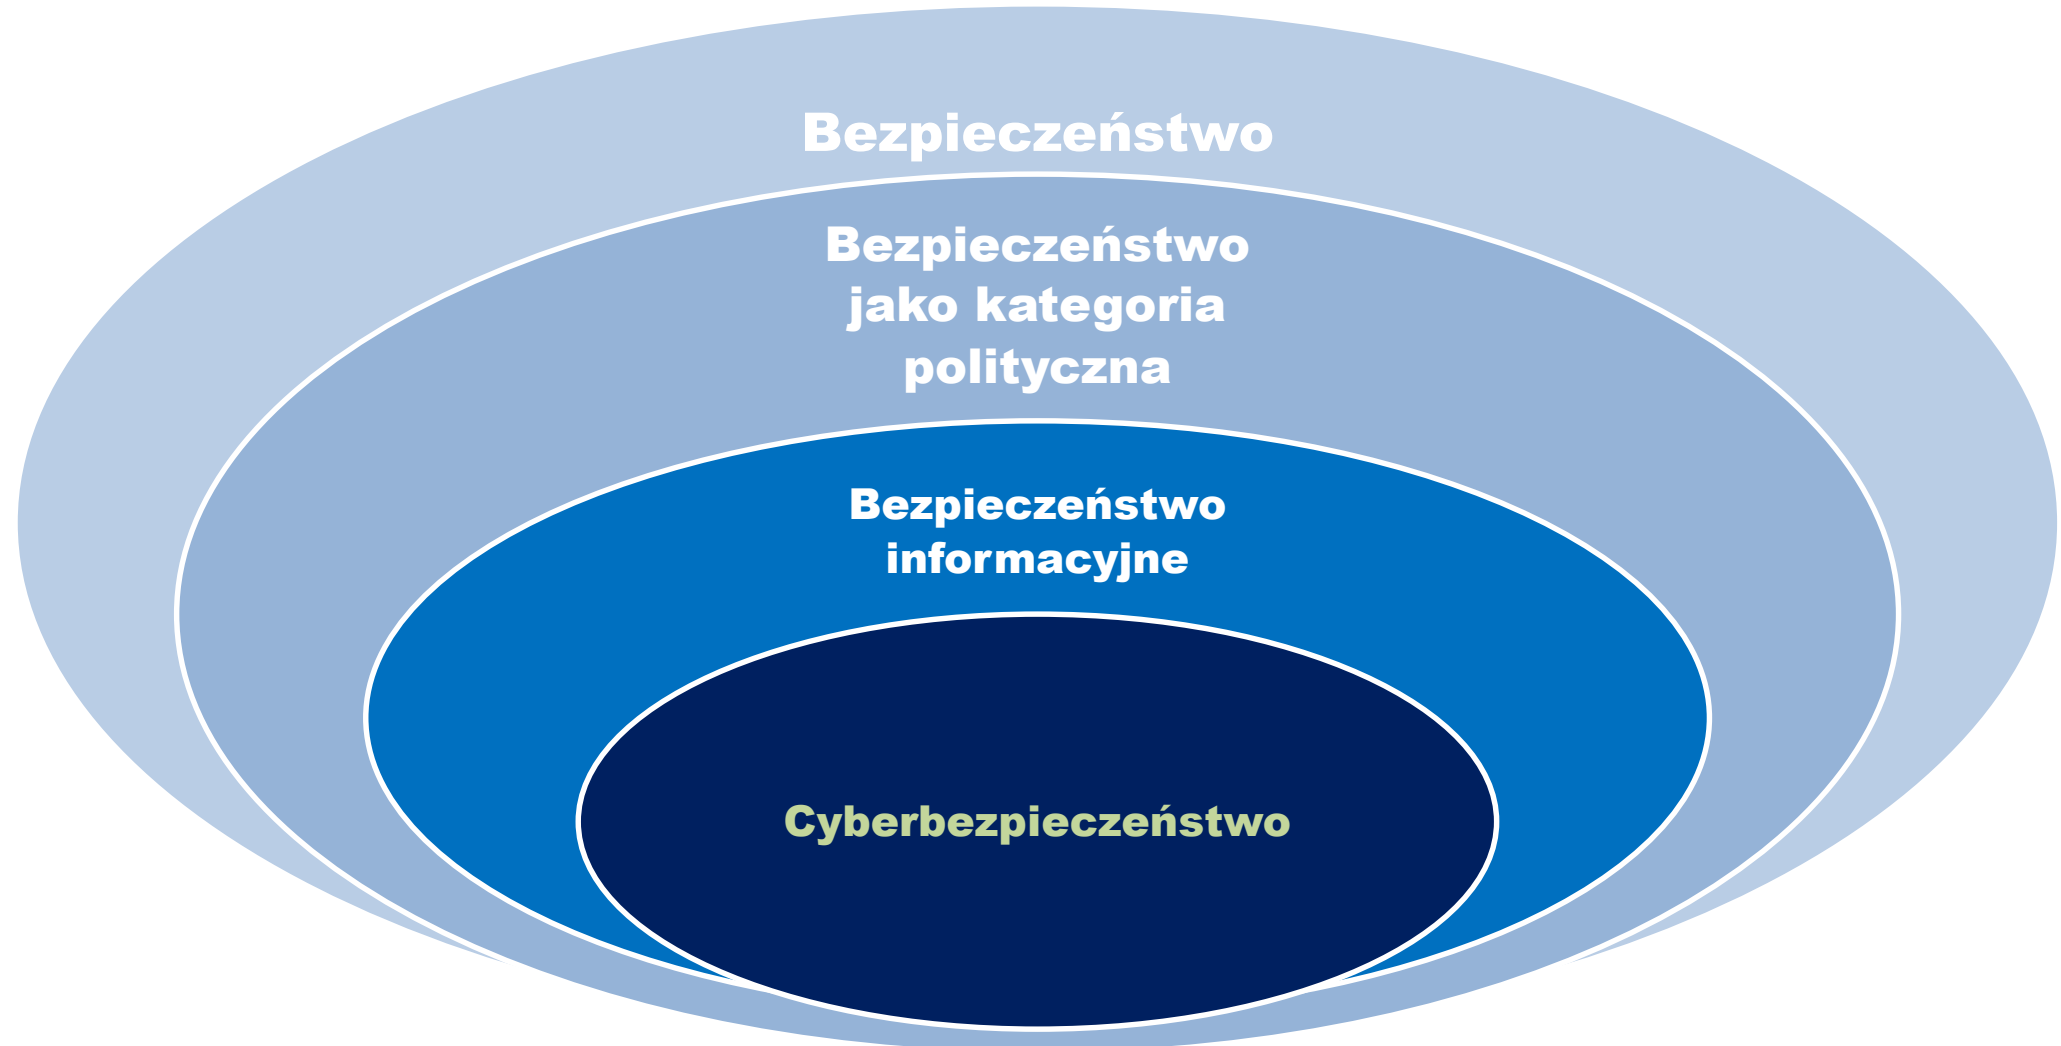 Bezpieczeństwo
Bezpieczeństwo
jako kategoria
polityczna
Bezpieczeństwo
informacyjne
Cyberbezpieczeństwo